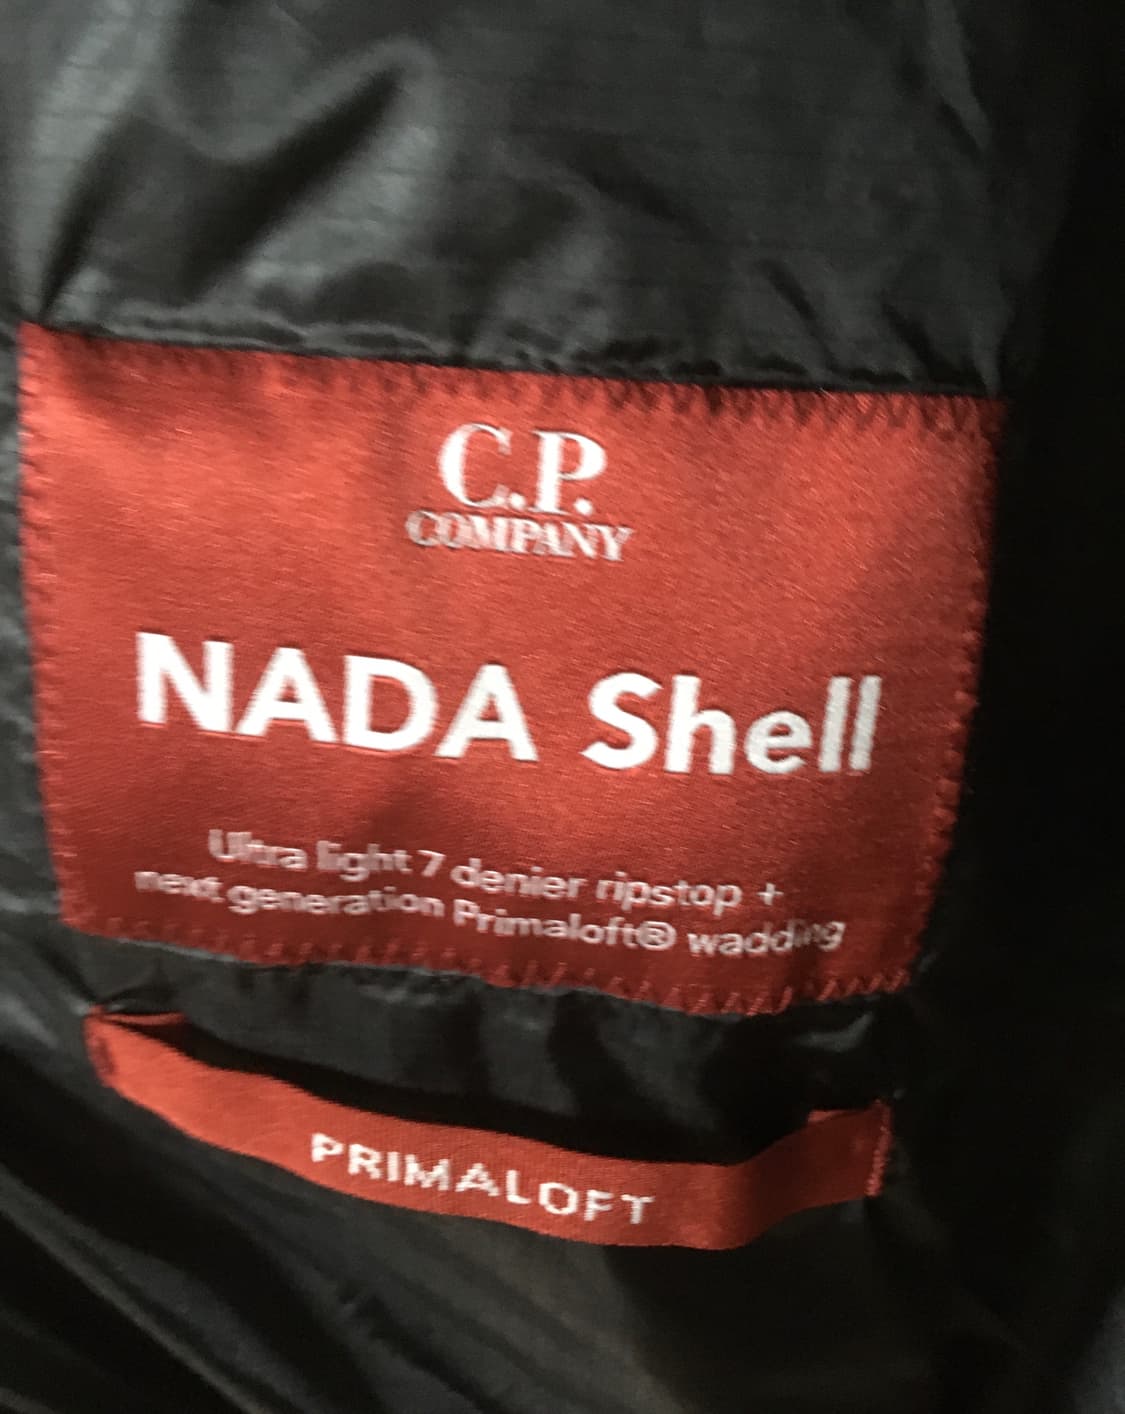 C.P.
COMPANY
NADA Shell
Ultra light 7 denier ripstop +
next generation Primaloft® wadding
PRIMALOFT